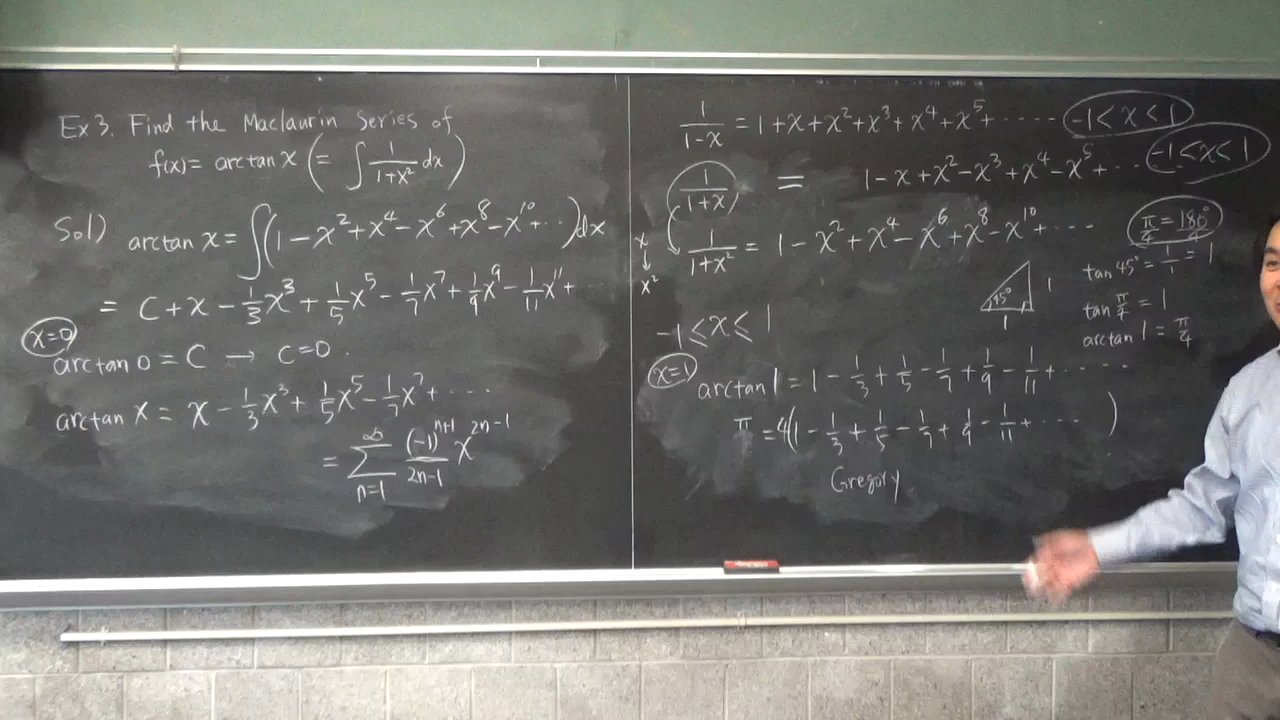 Ex 3. Find the Maclaurin Series of
f(x) = arctan x ( = ∫ 1/(1+x²) dx )
Sol) arctan x = ∫(1 - x² + x⁴ - x⁶ + x⁸ - x¹⁰ + ...)dx
= C + x - 1/3 x³ + 1/5 x⁵ - 1/7 x⁷ + 1/9 x⁹ - 1/11 x¹¹ + ...
x=0
arctan 0 = C → C=0.
arctan x = x - 1/3 x³ + 1/5 x⁵ - 1/7 x⁷ + ....
= ∑_{n=1}^{∞} (-1)^{n+1}/(2n-1) x^{2n-1}
1/(1-x) = 1+x+x²+x³+x⁴+x⁵+...... -1<x<1
1/(1+x) = 1-x+x²-x³+x⁴-x⁵+... -1<x<1
x ↓ x²
1/(1+x²) = 1 - x² + x⁴ - x⁶ + x⁸ - x¹⁰ + ....
π/4 = 180°/4
tan 45° = 1/1 = 1
tan π/4 = 1
arctan 1 = π/4
45° 1
1
-1 ≤ x ≤ 1
x=1
arctan 1 = 1 - 1/3 + 1/5 - 1/7 + 1/9 - 1/11 + .....
π = 4(1 - 1/3 + 1/5 - 1/7 + 1/9 - 1/11 + ... )
Gregory